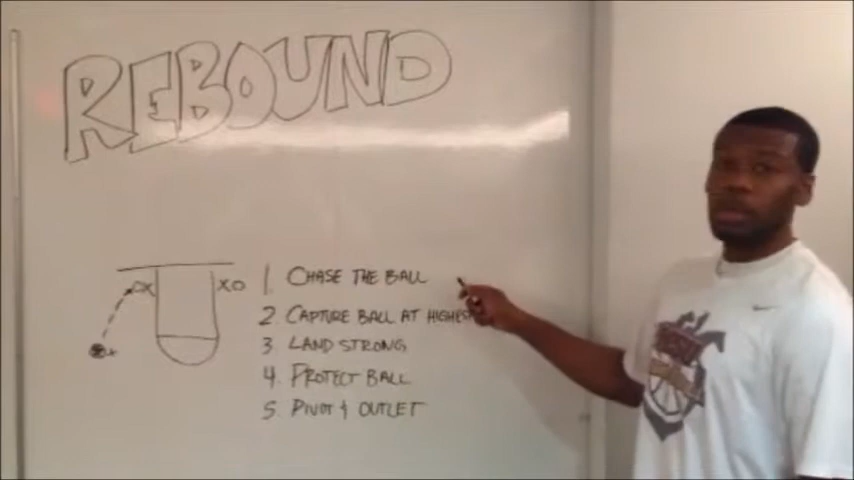 REBOUND
1. CHASE THE BALL
2 CAPTURE BALL AT
3 LAND STRONG
4. PROTECT BALL
5. PIVOT & OUTLET
OX
XO